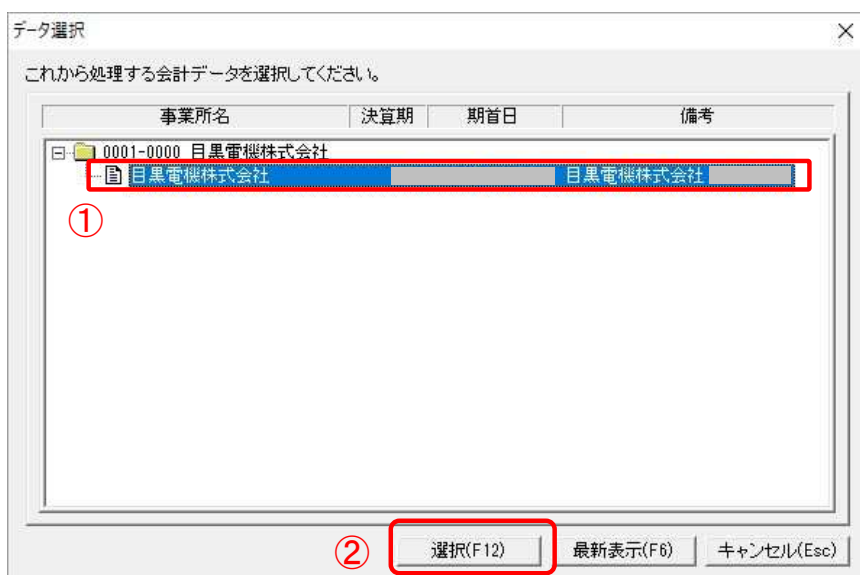 データ選択
これから処理する会計データを選択してください。
事業所名 決算期 期首日 備考
0001-0000 目黒電機株式会社
目黒電機株式会社 目黒電機株式会社
①
② 選択(F12) 最新表示(F6) キャンセル(Esc)